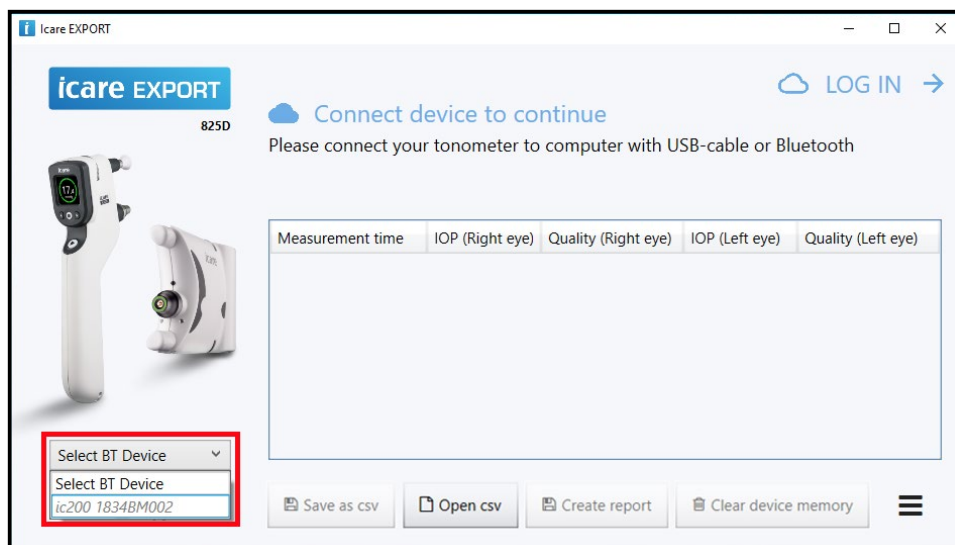 Icare EXPORT
icare EXPORT
825D
LOG IN
Connect device to continue
Please connect your tonometer to computer with USB-cable or Bluetooth
Measurement time IOP (Right eye) Quality (Right eye) IOP (Left eye) Quality (Left eye)
Select BT Device
Select BT Device
ic200 1834BM002
Save as csv Open csv Create report Clear device memory